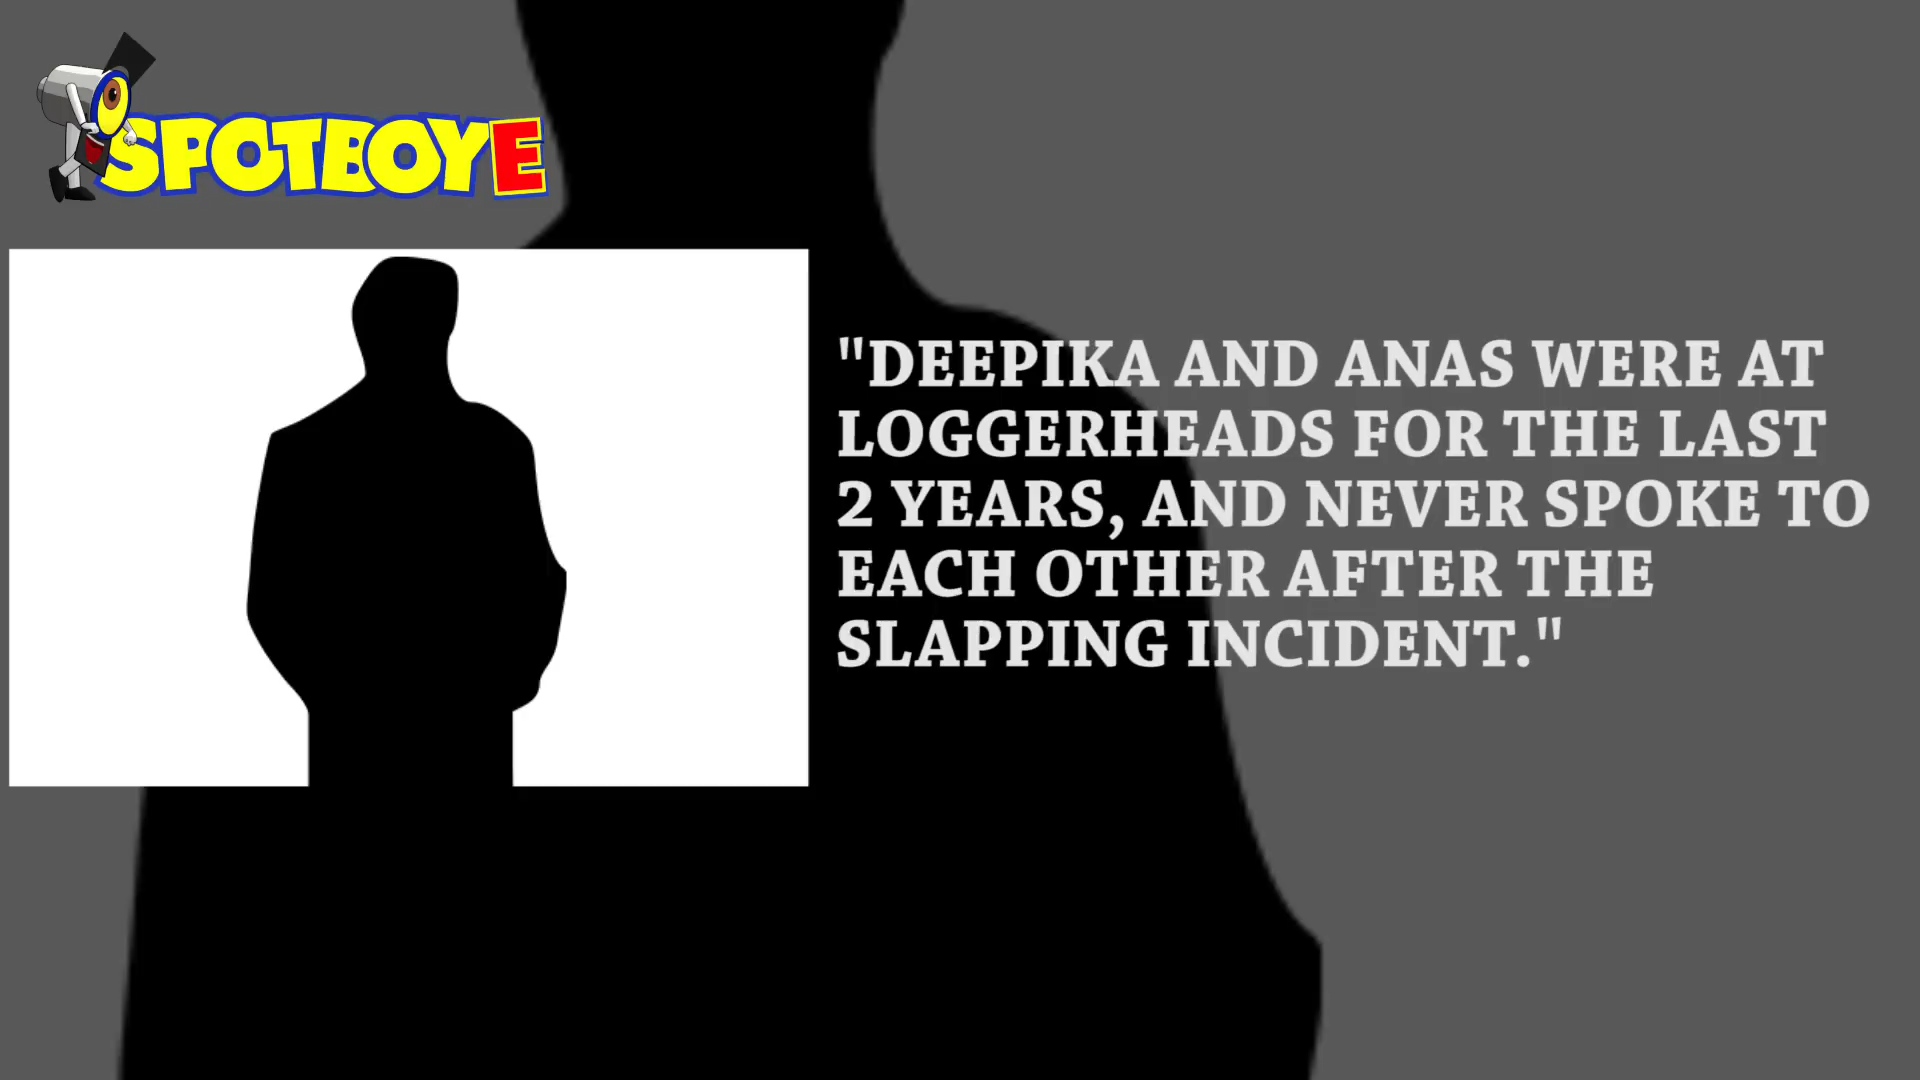 SPOTBOYE
"DEEPIKA AND ANAS WERE AT
LOGGERHEADS FOR THE LAST
2 YEARS, AND NEVER SPOKE TO
EACH OTHER AFTER THE
SLAPPING INCIDENT."